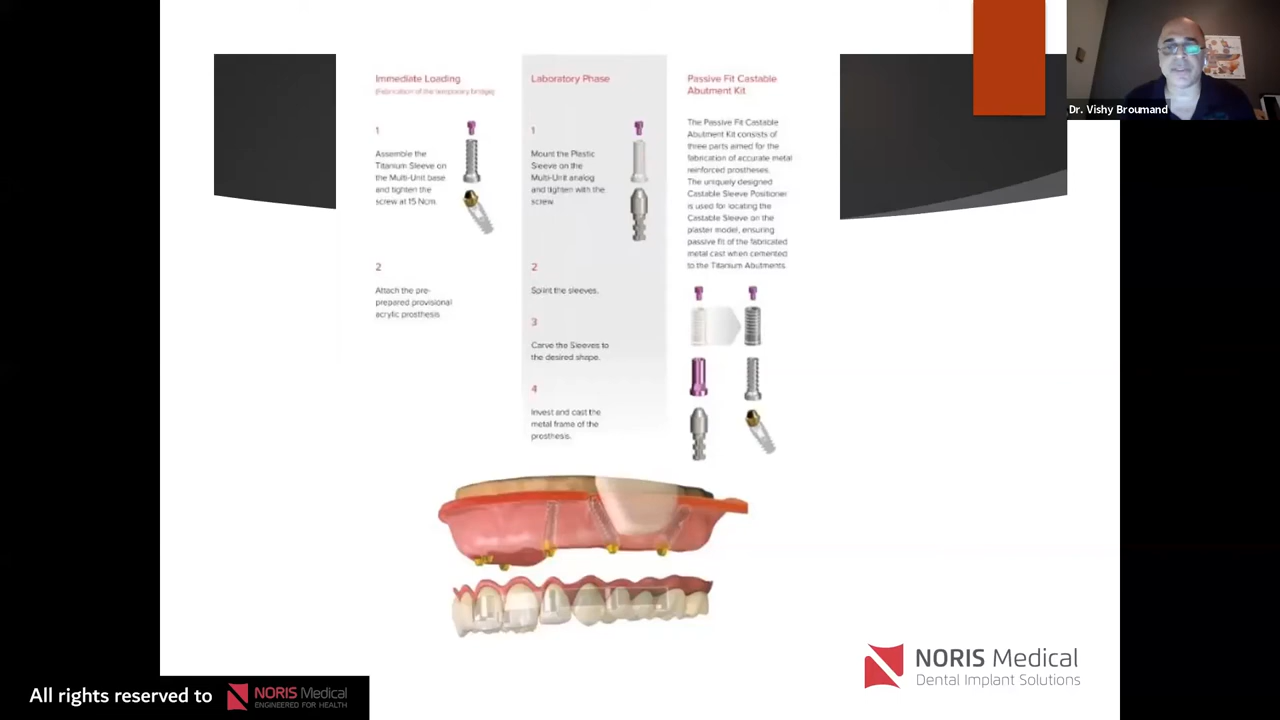 Immediate Loading
(Fabrication of the temporary bridge)
1
Assemble the
Titanium Sleeve on
the Multi-Unit base
and tighten the
screw at 15 Ncm.
2
Attach the pre-
prepared provisional
acrylic prosthesis
Laboratory Phase
1
Mount the Plastic
Sleeve on the
Multi-Unit analog
and tighten with the
screw.
2
Splint the sleeves.
3
Carve the Sleeves to
the desired shape.
4
Invest and cast the
metal frame of the
prosthesis.
Passive Fit Castable
Abutment Kit
The Passive Fit Castable
Abutment Kit consists of
three parts aimed for the
fabrication of accurate metal
reinforced prostheses.
The uniquely designed
Castable Sleeve Positioner
is used for locating the
Castable Sleeve on the
plaster model, ensuring
passive fit of the fabricated
metal cast when cemented
to the Titanium Abutments.
Dr. Vishy Broumand
NORIS Medical
Dental Implant Solutions
All rights reserved to
NORIS Medical
ENGINEERED FOR HEALTH